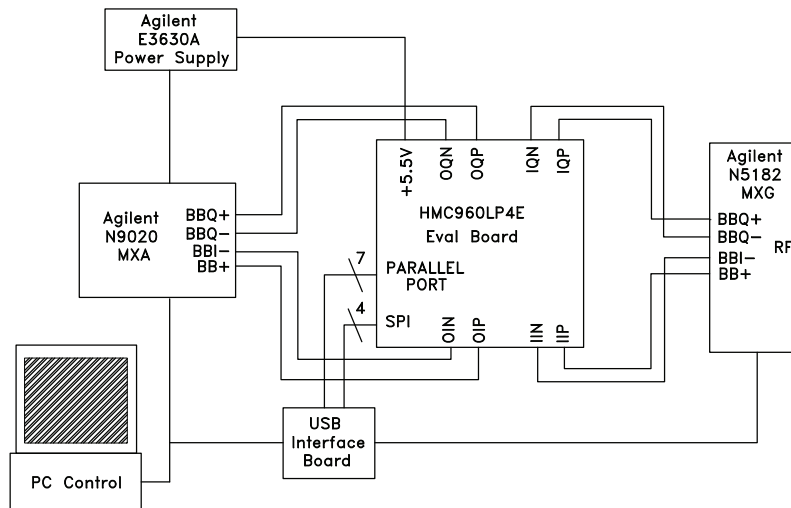 Agilent
E3630A
Power Supply
Agilent
N9020
MXA
BBQ+
BBQ−
BBI−
BB+
+5.5V
OQN
OQP
IQN
IQP
HMC960LP4E
Eval Board
7
PARALLEL
PORT
4
SPI
OIN
OIP
IIN
IIP
Agilent
N5182
MXG
BBQ+
BBQ−
BBI−
BB+
RF
USB
Interface
Board
PC Control